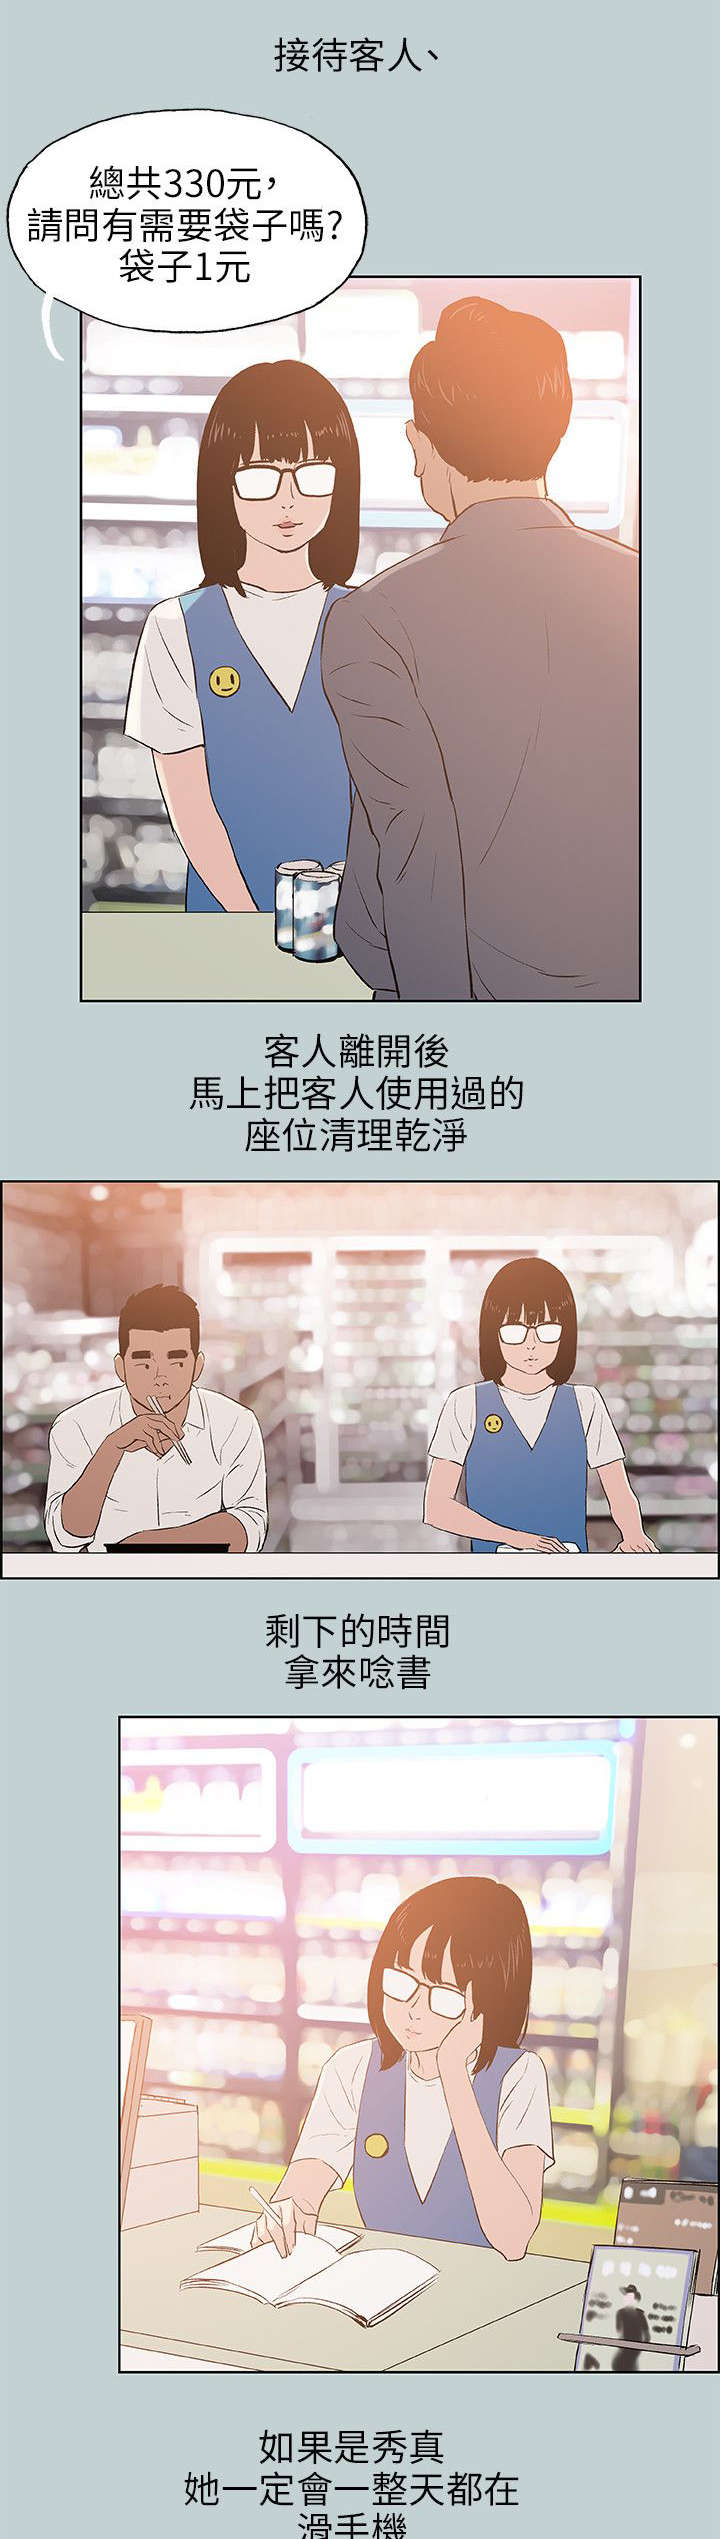 接待客人、
總共330元,
請問有需要袋子嗎?
袋子1元
客人離開後
馬上把客人使用過的
座位清理乾淨
剩下的時間
拿來唸書
如果是秀真
她一定會一整天都在
滑手機